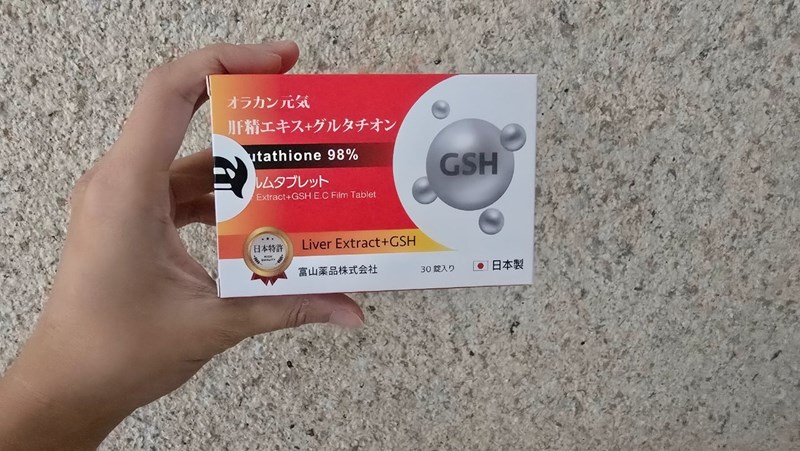 オラカン元気
肝精エキス+グルタチオン
utathione 98%
ルムタブレット
Extract+GSH E.C Film Tablet
GSH
日本特許
Liver Extract+GSH
富山薬品株式会社
30錠入り
日本製